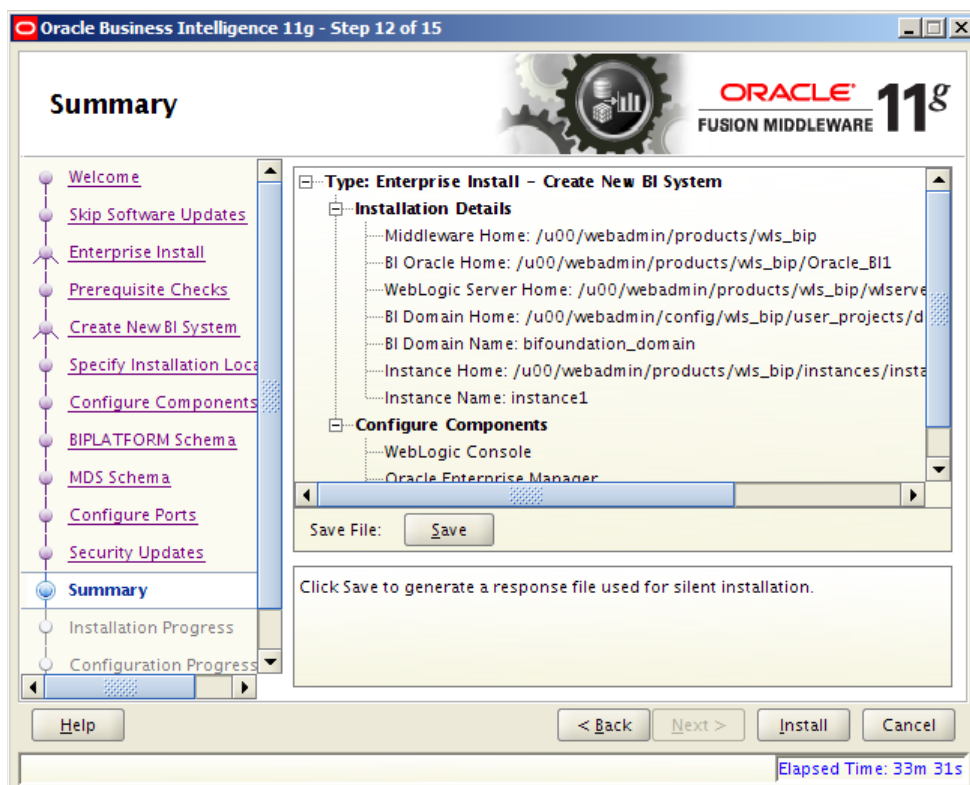 Oracle Business Intelligence 11g - Step 12 of 15
Summary
ORACLE
FUSION MIDDLEWARE
11g
Welcome
Skip Software Updates
Enterprise Install
Prerequisite Checks
Create New BI System
Specify Installation Loca
Configure Components
BIPLATFORM Schema
MDS Schema
Configure Ports
Security Updates
Summary
Installation Progress
Configuration Progress
Type: Enterprise Install - Create New BI System
Installation Details
Middleware Home: /u00/webadmin/products/wls_bip
BI Oracle Home: /u00/webadmin/products/wls_bip/Oracle_BI1
WebLogic Server Home: /u00/webadmin/products/wls_bip/wlserve
BI Domain Home: /u00/webadmin/config/wls_bip/user_projects/d
BI Domain Name: bifoundation_domain
Instance Home: /u00/webadmin/products/wls_bip/instances/insta
Instance Name: instance1
Configure Components
WebLogic Console
Oracle Enterprise Manager
Save File: Save
Click Save to generate a response file used for silent installation.
Help
< Back Next > Install Cancel
Elapsed Time: 33m 31s